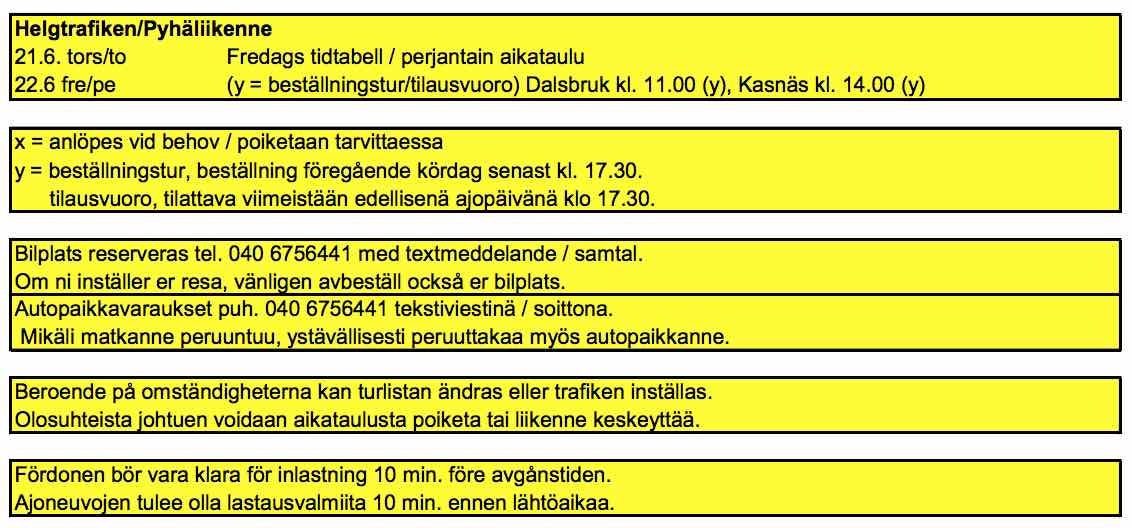 Helgtrafiken/Pyhäliikenne
21.6. tors/to Fredags tidtabell / perjantain aikataulu
22.6 fre/pe (y = beställningstur/tilausvuoro) Dalsbruk kl. 11.00 (y), Kasnäs kl. 14.00 (y)
x = anlöpes vid behov / poiketaan tarvittaessa
y = beställningstur, beställning föregående kördag senast kl. 17.30.
tilausvuoro, tilattava viimeistään edellisenä ajopäivänä klo 17.30.
Bilplats reserveras tel. 040 6756441 med textmeddelande / samtal.
Om ni inställer er resa, vänligen avbeställ också er bilplats.
Autopaikkavaraukset puh. 040 6756441 tekstiviestinä / soittona.
Mikäli matkanne peruuntuu, ystävällisesti peruuttakaa myös autopaikkanne.
Beroende på omständigheterna kan turlistan ändras eller trafiken inställas.
Olosuhteista johtuen voidaan aikataulusta poiketa tai liikenne keskeyttää.
Fördonen bör vara klara för inlastning 10 min. före avgånstiden.
Ajoneuvojen tulee olla lastausvalmiita 10 min. ennen lähtöaikaa.